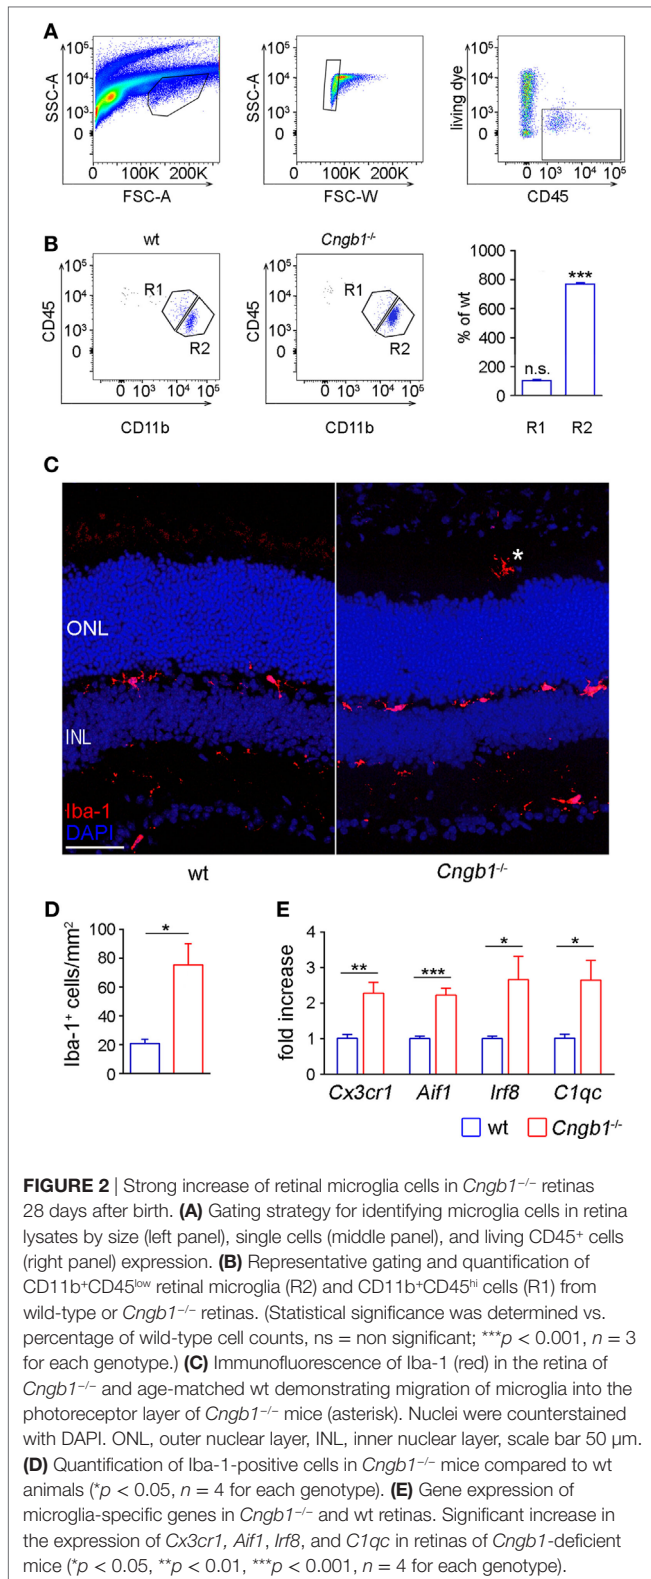 A
SSC-A
10⁵
10⁴
10³
0
0 100K 200K
FSC-A
SSC-A
10⁵
10⁴
10³
0
0 100K 200K
FSC-W
living dye
10⁵
10⁴
10³
0
0 10³ 10⁴ 10⁵
CD45
B
wt
CD45
10⁵
10⁴
10³
0
R1
R2
0 10³ 10⁴ 10⁵
CD11b
Cngb1⁻/⁻
CD45
10⁵
10⁴
10³
0
R1
R2
0 10³ 10⁴ 10⁵
CD11b
% of wt
1000
800
600
400
200
0
n.s.
***
R1 R2
C
ONL
INL
Iba-1
DAPI
*
wt
Cngb1⁻/⁻
D
Iba-1⁺ cells/mm²
100
80
60
40
20
0
*
E
fold increase
4
3
2
1
0
** *** * *
Cx3cr1 Aif1 Irf8 C1qc
wt Cngb1⁻/⁻
FIGURE 2 | Strong increase of retinal microglia cells in Cngb1⁻/⁻ retinas
28 days after birth. (A) Gating strategy for identifying microglia cells in retina
lysates by size (left panel), single cells (middle panel), and living CD45⁺ cells
(right panel) expression. (B) Representative gating and quantification of
CD11b⁺CD45ˡᵒʷ retinal microglia (R2) and CD11b⁺CD45ʰⁱ cells (R1) from
wild-type or Cngb1⁻/⁻ retinas. (Statistical significance was determined vs.
percentage of wild-type cell counts, ns = non significant; ***p < 0.001, n = 3
for each genotype.) (C) Immunofluorescence of Iba-1 (red) in the retina of
Cngb1⁻/⁻ and age-matched wt demonstrating migration of microglia into the
photoreceptor layer of Cngb1⁻/⁻ mice (asterisk). Nuclei were counterstained
with DAPI. ONL, outer nuclear layer, INL, inner nuclear layer, scale bar 50 µm.
(D) Quantification of Iba-1-positive cells in Cngb1⁻/⁻ mice compared to wt
animals (*p < 0.05, n = 4 for each genotype). (E) Gene expression of
microglia-specific genes in Cngb1⁻/⁻ and wt retinas. Significant increase in
the expression of Cx3cr1, Aif1, Irf8, and C1qc in retinas of Cngb1-deficient
mice (*p < 0.05, **p < 0.01, ***p < 0.001, n = 4 for each genotype).